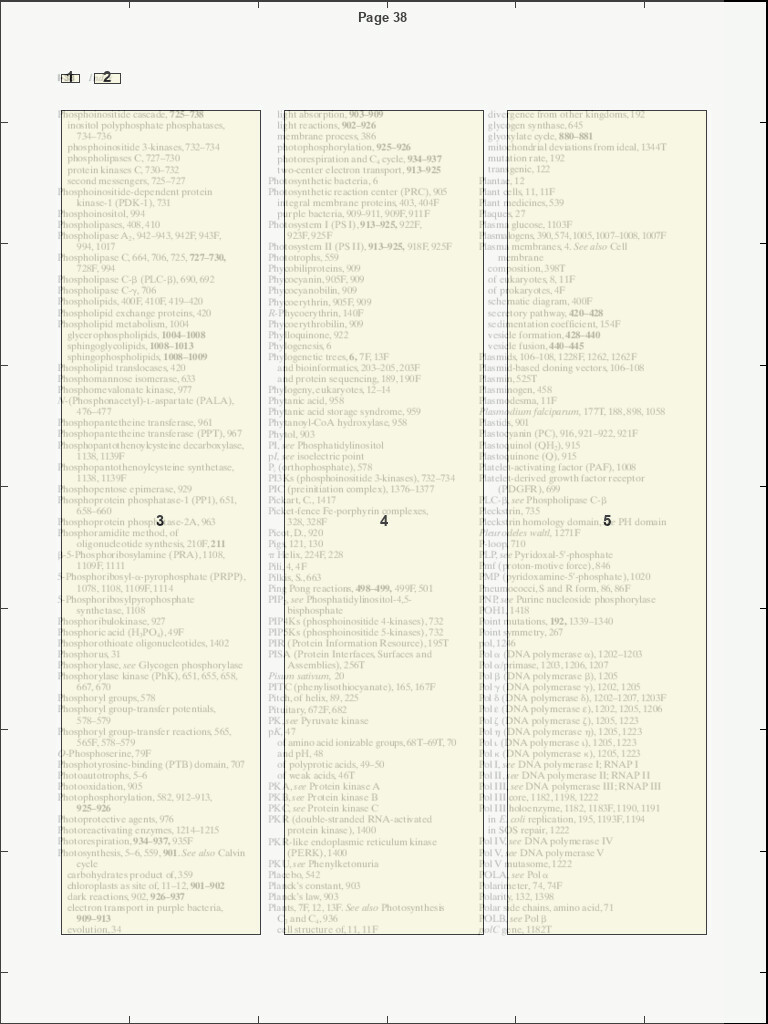 Page 38
1
2
Phosphoinositide cascade, 725–738
inositol polyphosphate phosphatases,
734–736
phosphoinositide 3-kinases, 732–734
phospholipases C, 727–730
protein kinases C, 730–732
second messengers, 725–727
Phosphoinositide-dependent protein
kinase-1 (PDK-1), 731
Phosphoinositol, 994
Phospholipases, 408, 410
Phospholipase A₂, 942–943, 942F, 943F,
994, 1017
Phospholipase C, 664, 706, 725, 727–730,
728F, 994
Phospholipase C-β (PLC-β), 690, 692
Phospholipase C-γ, 706
Phospholipids, 400F, 410F, 419–420
Phospholipid exchange proteins, 420
Phospholipid metabolism, 1004
glycerophospholipids, 1004–1008
sphingoglycolipids, 1008–1013
sphingophospholipids, 1008–1009
Phospholipid translocases, 420
Phosphomannose isomerase, 633
Phosphomevalonate kinase, 977
N-(Phosphonacetyl)-L-aspartate (PALA),
476–477
Phosphopantetheine transferase, 961
Phosphopantetheine transferase (PPT), 967
Phosphopantothenoylcysteine decarboxylase,
1138, 1139F
Phosphopantothenoylcysteine synthetase,
1138, 1139F
Phosphopentose epimerase, 929
Phosphoprotein phosphatase-1 (PP1), 651,
658–660
Phosphoprotein phosphatase-2A, 963
3
Phosphoramidite method, of
oligonucleotide synthesis, 210F, 211
β-5-Phosphoribosylamine (PRA), 1108,
1109F, 1111
5-Phosphoribosyl-α-pyrophosphate (PRPP),
1078, 1108, 1109F, 1114
5-Phosphoribosylpyrophosphate
synthetase, 1108
Phosphoribulokinase, 927
Phosphoric acid (H₃PO₄), 49F
Phosphorothioate oligonucleotides, 1402
Phosphorus, 31
Phosphorylase, see Glycogen phosphorylase
Phosphorylase kinase (PhK), 651, 655, 658,
667, 670
Phosphoryl groups, 578
Phosphoryl group-transfer potentials,
578–579
Phosphoryl group-transfer reactions, 565,
565F, 578–579
O-Phosphoserine, 79F
Phosphotyrosine-binding (PTB) domain, 707
Photoautotrophs, 5–6
Photooxidation, 905
Photophosphorylation, 582, 912–913,
925–926
Photoprotective agents, 976
Photoreactivating enzymes, 1214–1215
Photorespiration, 934–937, 935F
Photosynthesis, 5–6, 559, 901. See also Calvin
cycle
carbohydrates product of, 359
chloroplasts as site of, 11–12, 901–902
dark reactions, 902, 926–937
electron transport in purple bacteria,
909–913
evolution, 34
light absorption, 903–909
light reactions, 902–926
membrane process, 386
photophosphorylation, 925–926
photorespiration and C₄ cycle, 934–937
two-center electron transport, 913–925
Photosynthetic bacteria, 6
Photosynthetic reaction center (PRC), 905
integral membrane proteins, 403, 404F
purple bacteria, 909–911, 909F, 911F
Photosystem I (PSI), 913–925, 922F,
923F, 925F
Photosystem II (PSII), 913–925, 918F, 925F
Phototrophs, 559
Phycobiliproteins, 909
Phycocyanin, 905F, 909
Phycocyanobilin, 909
Phycoerythrin, 905F, 909
R-Phycoerythrin, 140F
Phycoerythrobilin, 909
Phylloquinone, 922
Phylogenesis, 6
Phylogenetic trees, 6, 7F, 13F
and bioinformatics, 203–205, 203F
and protein sequencing, 189, 190F
Phylogeny, eukaryotes, 12–14
Phytanic acid, 958
Phytanic acid storage syndrome, 959
Phytanoyl-CoA hydroxylase, 958
Phytol, 903
PI, see Phosphatidylinositol
pI, see isoelectric point
Pᵢ (orthophosphate), 578
PI3Ks (phosphoinositide 3-kinases), 732–734
PIC (preinitiation complex), 1376–1377
Pickart, C., 1417
Picket-fence Fe-porphyrin complexes,
328, 328F
4
Picot, D., 920
Pigs, 121, 130
π Helix, 224F, 228
Pili, 4, 4F
Pilkis, S., 663
Ping Pong reactions, 498–499, 499F, 501
PIP₂, see Phosphatidylinositol-4,5-
bisphosphate
PIP4Ks (phosphoinositide 4-kinases), 732
PIP5Ks (phosphoinositide 5-kinases), 732
PIR (Protein Information Resource), 195T
PISA (Protein Interfaces, Surfaces and
Assemblies), 256T
Pisum sativum, 20
PITC (phenylisothiocyanate), 165, 167F
Pitch, of helix, 89, 225
Pituitary, 672F, 682
PK, see Pyruvate kinase
pK, 47
of amino acid ionizable groups, 68T–69T, 70
and pH, 48
of polyprotic acids, 49–50
of weak acids, 46T
PKA, see Protein kinase A
PKB, see Protein kinase B
PKC, see Protein kinase C
PKR (double-stranded RNA-activated
protein kinase), 1400
PKR-like endoplasmic reticulum kinase
(PERK), 1400
PKU, see Phenylketonuria
Placebo, 542
Planck's constant, 903
Planck's law, 903
Plants, 7F, 12, 13F. See also Photosynthesis
C₃ and C₄, 936
cell structure of, 11, 11F
divergence from other kingdoms, 192
glycogen synthase, 645
glyoxylate cycle, 880–881
mitochondrial deviations from ideal, 1344T
mutation rate, 192
transgenic, 122
Plantae, 12
Plant cells, 11, 11F
Plant medicines, 539
Plaques, 27
Plasma glucose, 1103F
Plasmalogens, 390, 574, 1005, 1007–1008, 1007F
Plasma membranes, 4. See also Cell
membrane
composition, 398T
of eukaryotes, 8, 11F
of prokaryotes, 4F
schematic diagram, 400F
secretory pathway, 420–428
sedimentation coefficient, 154F
vesicle formation, 428–440
vesicle fusion, 440–445
Plasmids, 106–108, 1228F, 1262, 1262F
Plasmid-based cloning vectors, 106–108
Plasmin, 525T
Plasminogen, 458
Plasmodesma, 11F
Plasmodium falciparum, 177T, 188, 898, 1058
Plastids, 901
Plastocyanin (PC), 916, 921–922, 921F
Plastoquinol (QH₂), 915
Plastoquinone (Q), 915
Platelet-activating factor (PAF), 1008
Platelet-derived growth factor receptor
(PDGFR), 699
PLC-β, see Phospholipase C-β
Pleckstrin, 735
Pleckstrin homology domain, see PH domain
5
Pleurodeles waltl, 1271F
P-loop, 710
PLP, see Pyridoxal-5′-phosphate
Pmf (proton-motive force), 846
PMP (pyridoxamine-5′-phosphate), 1020
Pneumococci, S and R form, 86, 86F
PNP, see Purine nucleoside phosphorylase
POH1, 1418
Point mutations, 192, 1339–1340
Point symmetry, 267
pol, 1246
Pol α (DNA polymerase α), 1202–1203
Pol α/primase, 1203, 1206, 1207
Pol β (DNA polymerase β), 1205
Pol γ (DNA polymerase γ), 1202, 1205
Pol δ (DNA polymerase δ), 1202–1207, 1203F
Pol ε (DNA polymerase ε), 1202, 1205, 1206
Pol ζ (DNA polymerase ζ), 1205, 1223
Pol η (DNA polymerase η), 1205, 1223
Pol ι (DNA polymerase ι), 1205, 1223
Pol κ (DNA polymerase κ), 1205, 1223
Pol I, see DNA polymerase I; RNAP I
Pol II, see DNA polymerase II; RNAP II
Pol III, see DNA polymerase III; RNAP III
Pol III core, 1182, 1198, 1222
Pol III holoenzyme, 1182, 1183F, 1190, 1191
in E. coli replication, 195, 1193F, 1194
in SOS repair, 1222
Pol IV, see DNA polymerase IV
Pol V, see DNA polymerase V
Pol V mutasome, 1222
POLA, see Pol α
Polarimeter, 74, 74F
Polarity, 132, 1398
Polar side chains, amino acid, 71
POLB, see Pol β
polC gene, 1182T